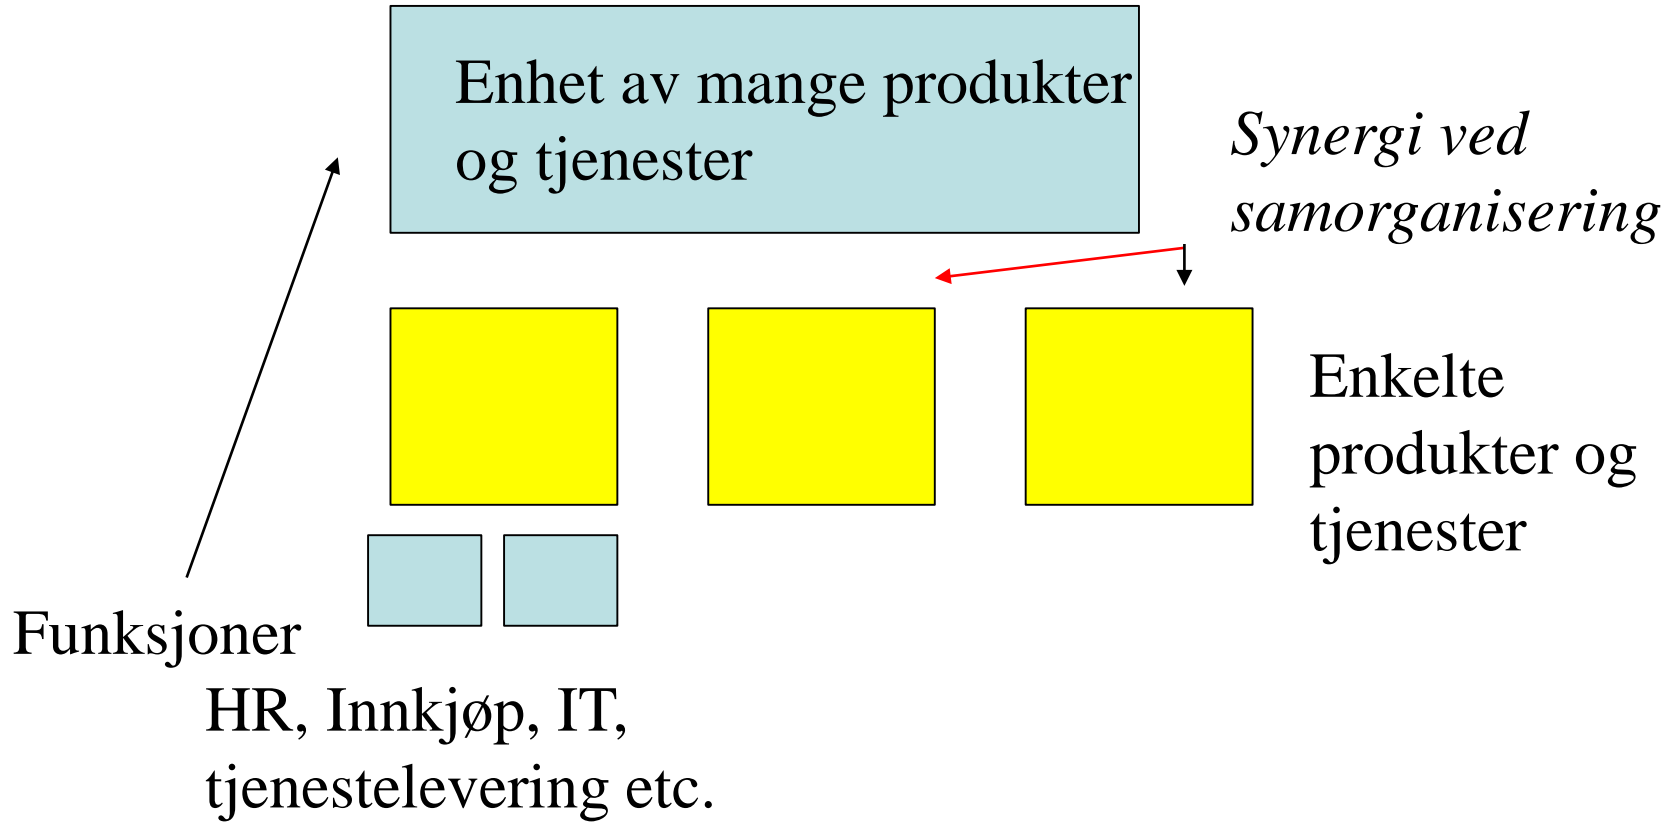 Enhet av mange produkter
og tjenester
Synergi ved
samorganisering
Enkelte
produkter og
tjenester
Funksjoner
HR, Innkjøp, IT,
tjenestelevering etc.